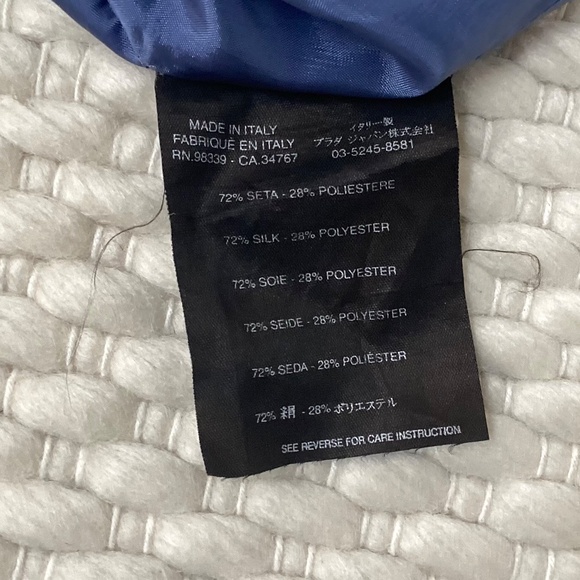 MADE IN ITALY
FABRIQUÉ EN ITALY
RN.98339 - CA.34767
イタリー製
プラダ ジャパン株式会社
03-5245-8581
72% SETA - 28% POLIESTERE
72% SILK - 28% POLYESTER
72% SOIE - 28% POLYESTER
72% SEIDE - 28% POLYESTER
72% SEDA - 28% POLIÉSTER
72% 絹 - 28% ポリエステル
SEE REVERSE FOR CARE INSTRUCTION